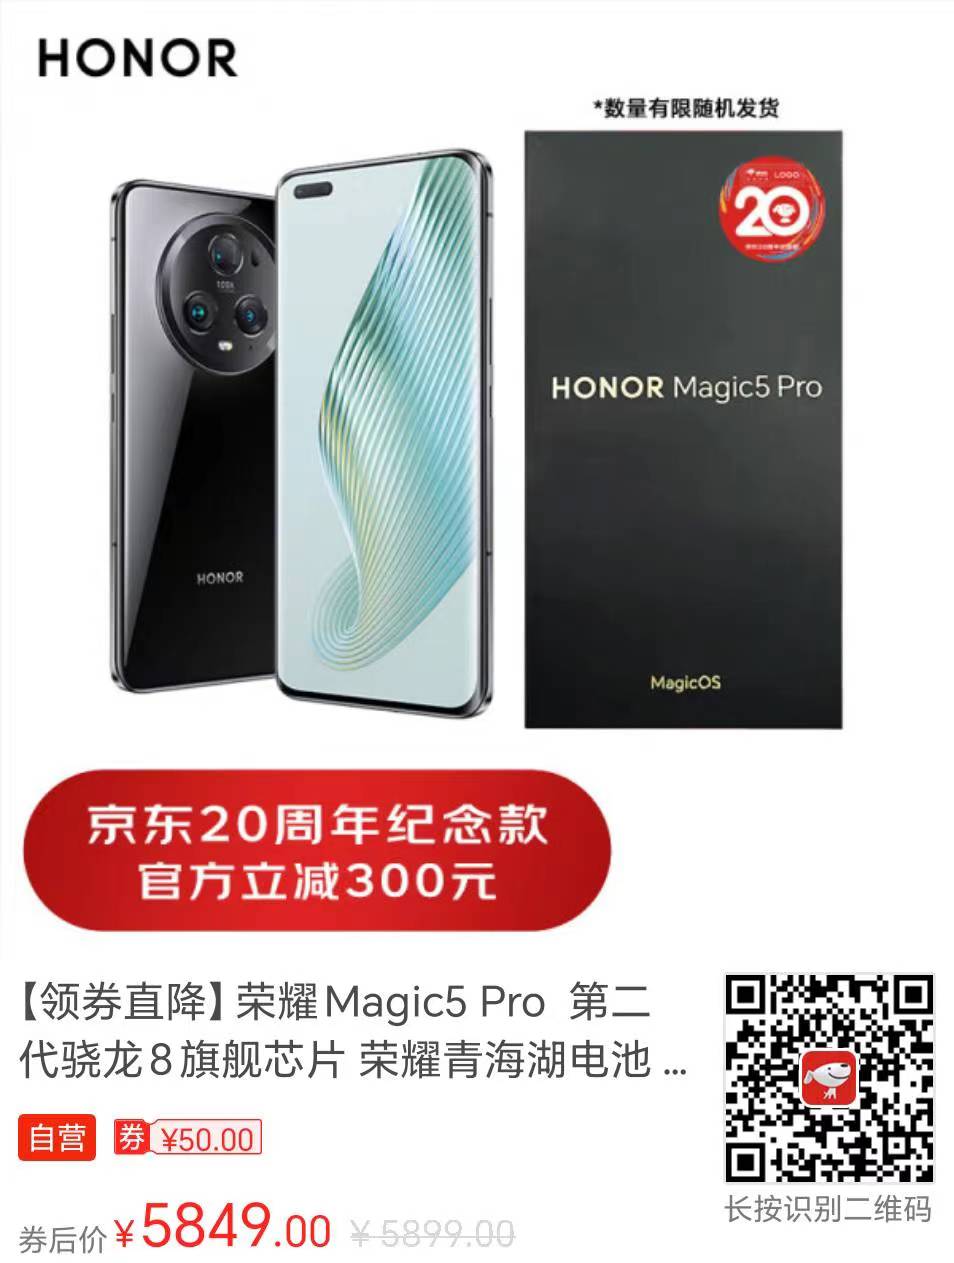 HONOR
*数量有限随机发货
LOGO
20
100X
HONOR Magic5 Pro
HONOR
MagicOS
京东20周年纪念款
官方立减300元
【领券直降】荣耀Magic5 Pro 第二
代骁龙8旗舰芯片 荣耀青海湖电池 ...
自营 券 ¥50.00
券后价 ¥5849.00 ¥5899.00
长按识别二维码